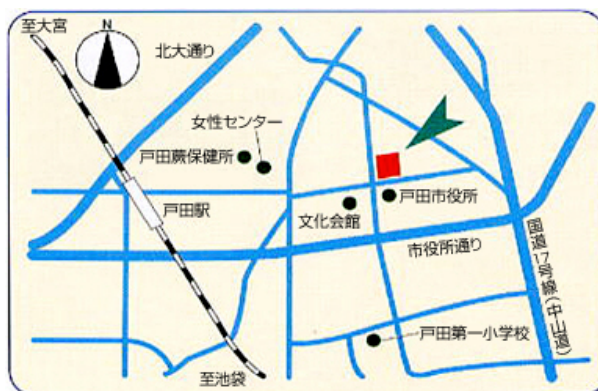 至大宮
N
北大通り
女性センター
戸田蕨保健所
戸田駅
文化会館
戸田市役所
市役所通り
国道17号線(中山道)
戸田第一小学校
至池袋